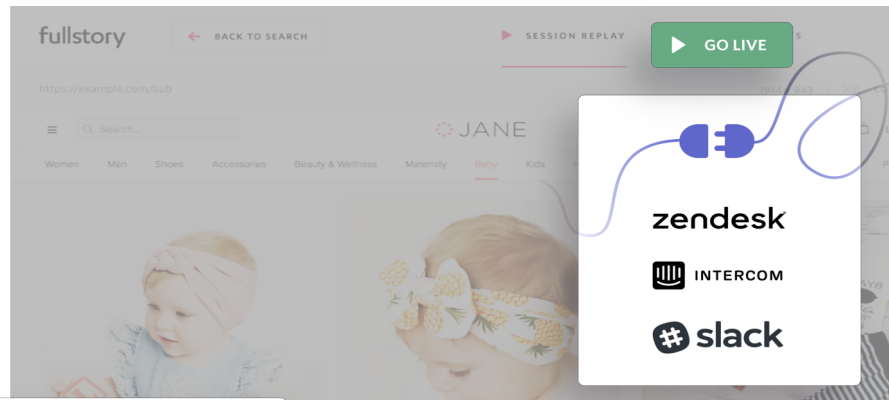 fullstory
BACK TO SEARCH
SESSION REPLAY
GO LIVE
https://example.com/sub
Search...
JANE
Women Men Shoes Accessories Beauty & Wellness Maternity Baby Kids
zendesk
INTERCOM
slack